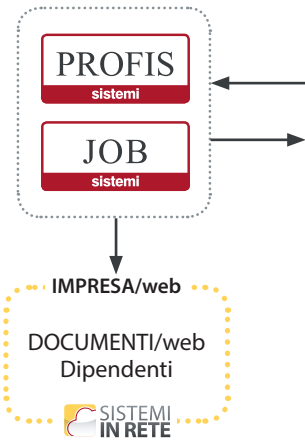 PROFIS
sistemi
JOB
sistemi
IMPRESA/web
DOCUMENTI/web
Dipendenti
SISTEMI
IN RETE